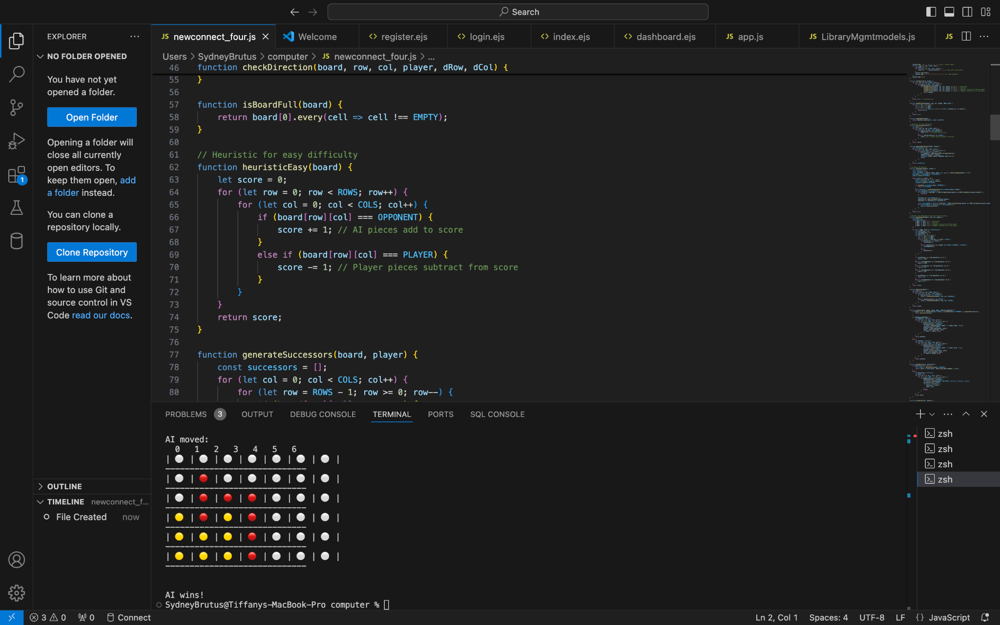 Search
EXPLORER ···
NO FOLDER OPENED
You have not yet
opened a folder.
Open Folder
Opening a folder will
close all currently
open editors. To
keep them open, add
a folder instead.
You can clone a
repository locally.
Clone Repository
To learn more about
how to use Git and
source control in VS
Code read our docs.
1
OUTLINE
TIMELINE newconnect_f...
File Created now
JS newconnect_four.js
Welcome
<> register.ejs
<> login.ejs
<> index.ejs
<> dashboard.ejs
JS app.js
JS LibraryMgmtmodels.js
JS
Users > SydneyBrutus > computer > JS newconnect_four.js > ...
46 function checkDirection(board, row, col, player, dRow, dCol) {
55 }
56
57 function isBoardFull(board) {
58 return board[0].every(cell => cell !== EMPTY);
59 }
60
61 // Heuristic for easy difficulty
62 function heuristicEasy(board) {
63 let score = 0;
64 for (let row = 0; row < ROWS; row++) {
65 for (let col = 0; col < COLS; col++) {
66 if (board[row][col] === OPPONENT) {
67 score += 1; // AI pieces add to score
68 }
69 else if (board[row][col] === PLAYER) {
70 score -= 1; // Player pieces subtract from score
71 }
72 }
73 }
74 return score;
75 }
76
77 function generateSuccessors(board, player) {
78 const successors = [];
79 for (let col = 0; col < COLS; col++) {
80 for (let row = ROWS - 1; row >= 0; row--) {
PROBLEMS 3 OUTPUT DEBUG CONSOLE TERMINAL PORTS SQL CONSOLE
AI moved:
0 1 2 3 4 5 6
AI wins!
SydneyBrutus@Tiffanys-MacBook-Pro computer %
zsh
zsh
zsh
zsh
3 0 0 Connect
Ln 2, Col 1 Spaces: 4 UTF-8 LF {} JavaScript